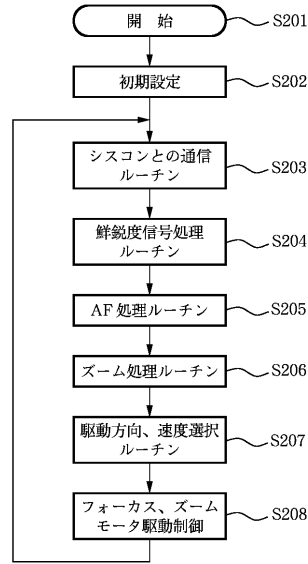 開 始
S201
初期設定
S202
シスコンとの通信
ルーチン
S203
鮮鋭度信号処理
ルーチン
S204
AF処理ルーチン
S205
ズーム処理ルーチン
S206
駆動方向、速度選択
ルーチン
S207
フォーカス、ズーム
モータ駆動制御
S208